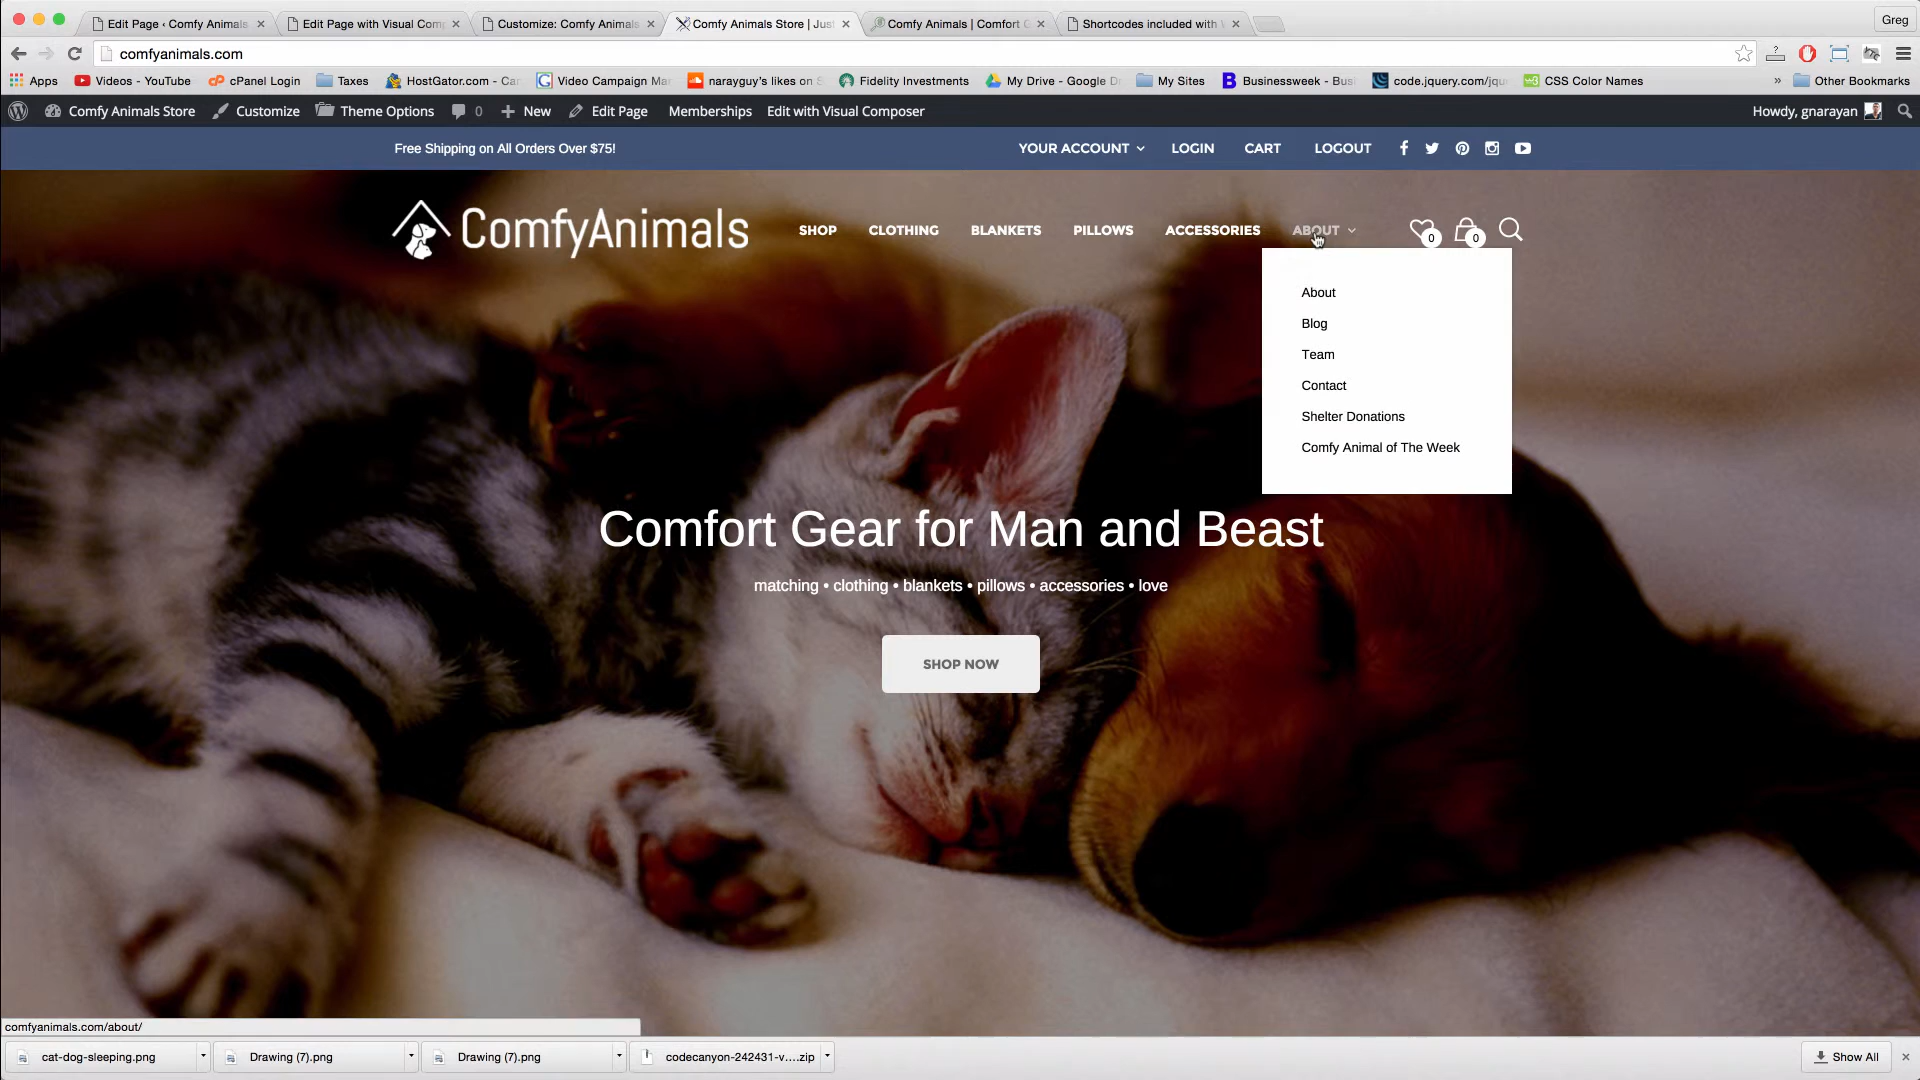 Edit Page ‹ Comfy Animals
Edit Page with Visual Com
Customize: Comfy Animals
Comfy Animals Store | Jus
Comfy Animals | Comfort
Shortcodes included with
Greg
comfyanimals.com
Apps
Videos - YouTube
cPanel Login
Taxes
HostGator.com - Ca
Video Campaign Ma
narayguy's likes on S
Fidelity Investments
My Drive - Google D
My Sites
Businessweek - Bus
code.jquery.com/jqu
CSS Color Names
»
Other Bookmarks
Comfy Animals Store
Customize
Theme Options
0
New
Edit Page
Memberships
Edit with Visual Composer
Howdy, gnarayan
Free Shipping on All Orders Over $75!
YOUR ACCOUNT
LOGIN
CART
LOGOUT
ComfyAnimals
SHOP
CLOTHING
BLANKETS
PILLOWS
ACCESSORIES
ABOUT
0
0
About
Blog
Team
Contact
Shelter Donations
Comfy Animal of The Week
Comfort Gear for Man and Beast
matching • clothing • blankets • pillows • accessories • love
SHOP NOW
comfyanimals.com/about/
cat-dog-sleeping.png
Drawing (7).png
Drawing (7).png
codecanyon-242431-v....zip
Show All